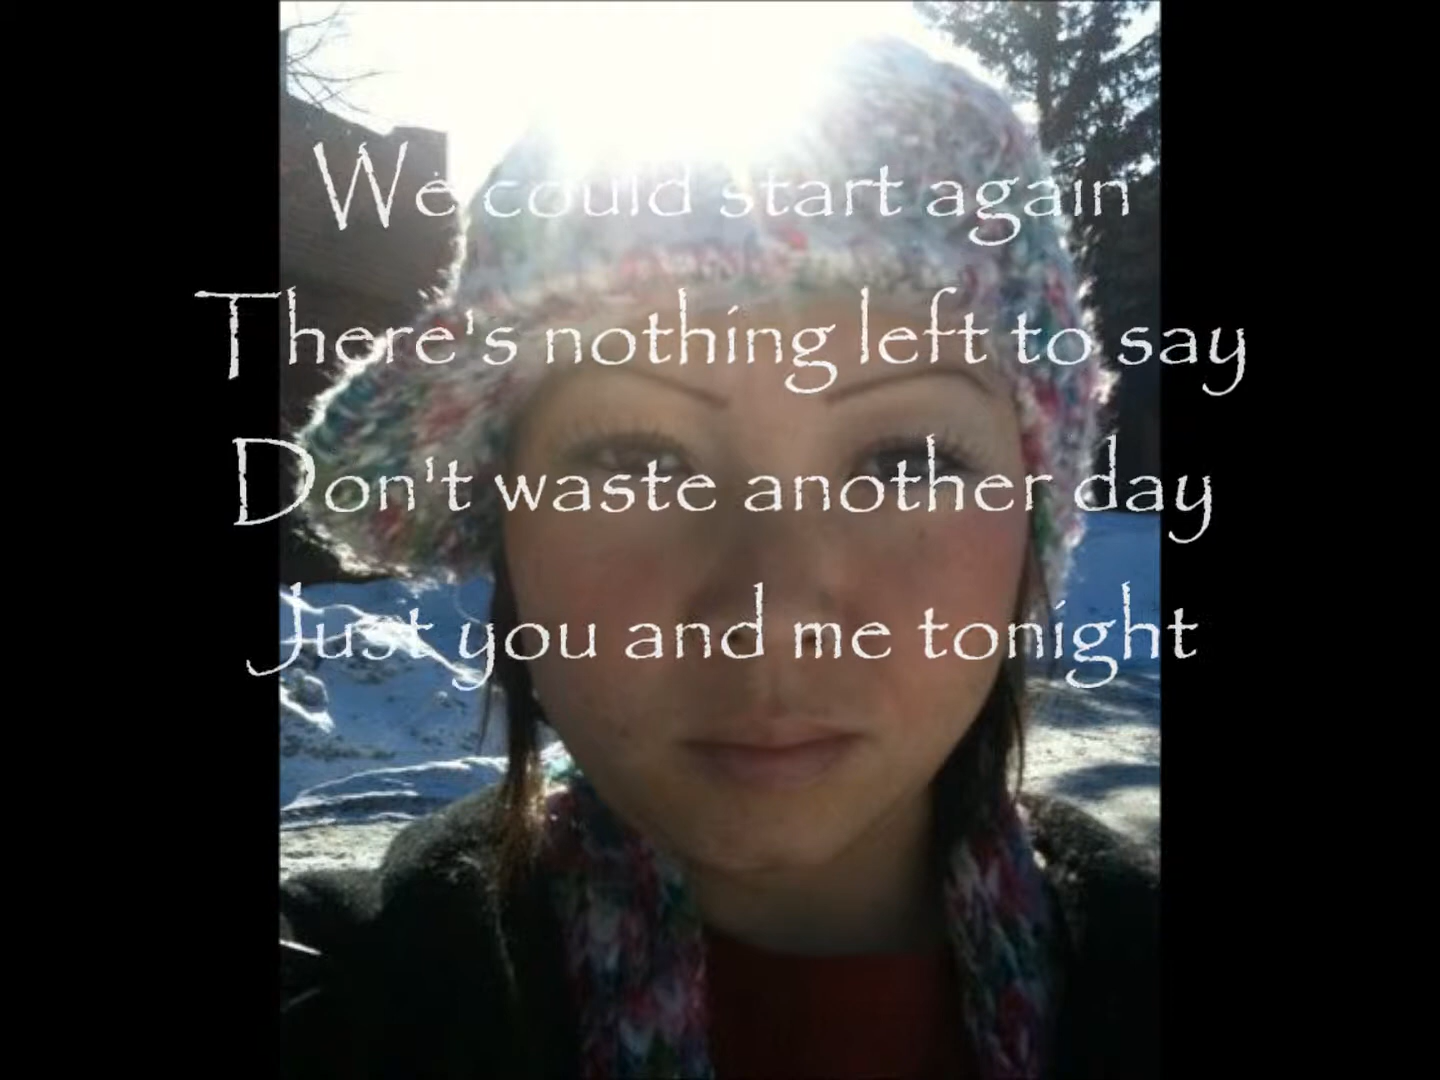 We could start again
There's nothing left to say
Don't waste another day
Just you and me tonight